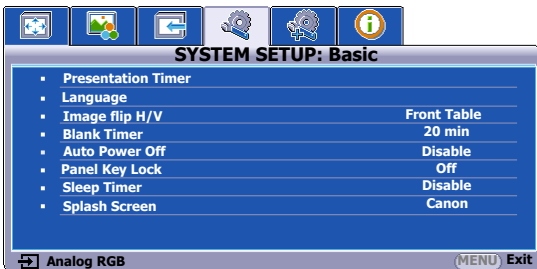 SYSTEM SETUP: Basic
Presentation Timer
Language
Image flip H/V Front Table
Blank Timer 20 min
Auto Power Off Disable
Panel Key Lock Off
Sleep Timer Disable
Splash Screen Canon
Analog RGB MENU Exit